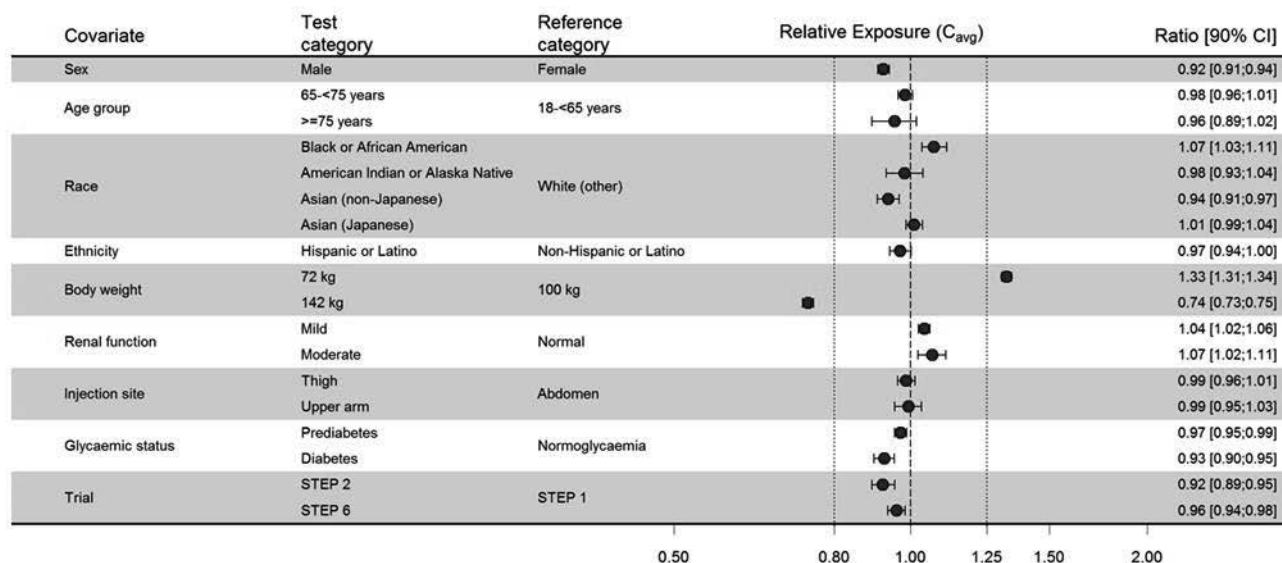 Covariate Test category Reference category Relative Exposure (Cavg) Ratio [90% CI]
Sex Male Female 0.92 [0.91;0.94]
Age group 65-<75 years 18-<65 years 0.98 [0.96;1.01]
>=75 years 0.96 [0.89;1.02]
Race Black or African American White (other) 1.07 [1.03;1.11]
American Indian or Alaska Native 0.98 [0.93;1.04]
Asian (non-Japanese) 0.94 [0.91;0.97]
Asian (Japanese) 1.01 [0.99;1.04]
Ethnicity Hispanic or Latino Non-Hispanic or Latino 0.97 [0.94;1.00]
Body weight 72 kg 100 kg 1.33 [1.31;1.34]
142 kg 0.74 [0.73;0.75]
Renal function Mild Normal 1.04 [1.02;1.06]
Moderate 1.07 [1.02;1.11]
Injection site Thigh Abdomen 0.99 [0.96;1.01]
Upper arm 0.99 [0.95;1.03]
Glycaemic status Prediabetes Normoglycaemia 0.97 [0.95;0.99]
Diabetes 0.93 [0.90;0.95]
Trial STEP 2 STEP 1 0.92 [0.89;0.95]
STEP 6 0.96 [0.94;0.98]
0.50 0.80 1.00 1.25 1.50 2.00